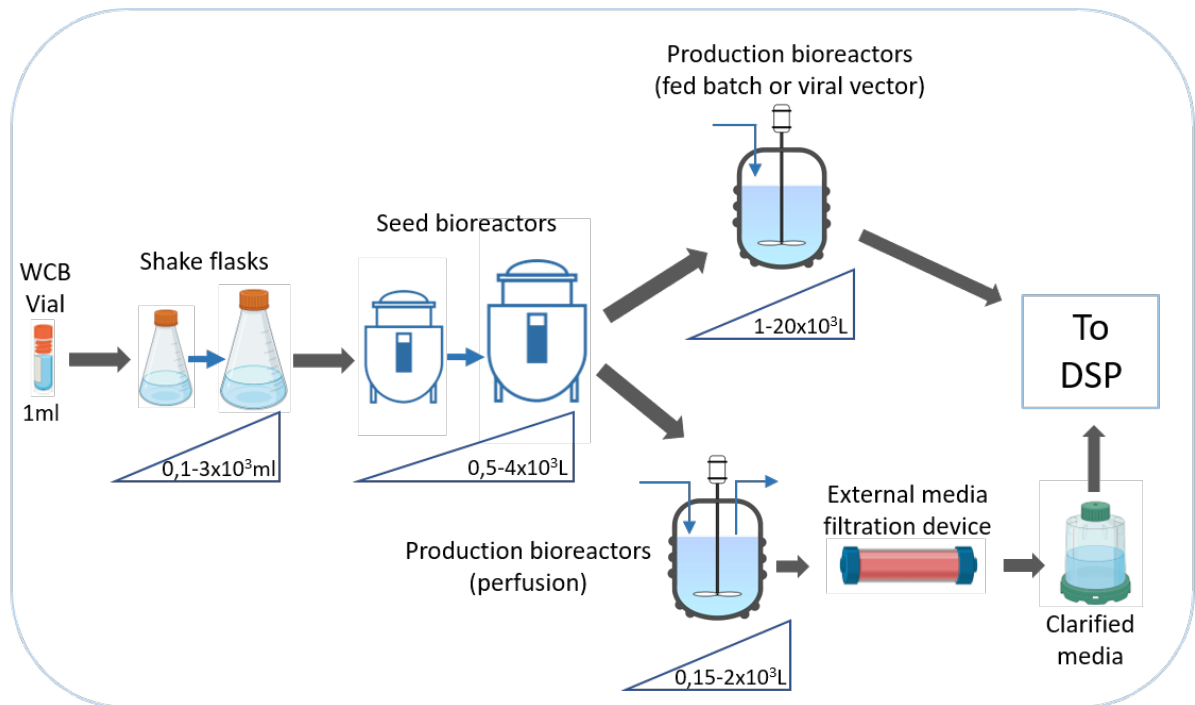 WCB
Vial
1ml
Shake flasks
0,1-3x10³ml
Seed bioreactors
0,5-4x10³L
Production bioreactors
(fed batch or viral vector)
1-20x10³L
Production bioreactors
(perfusion)
0,15-2x10³L
External media
filtration device
Clarified
media
To
DSP